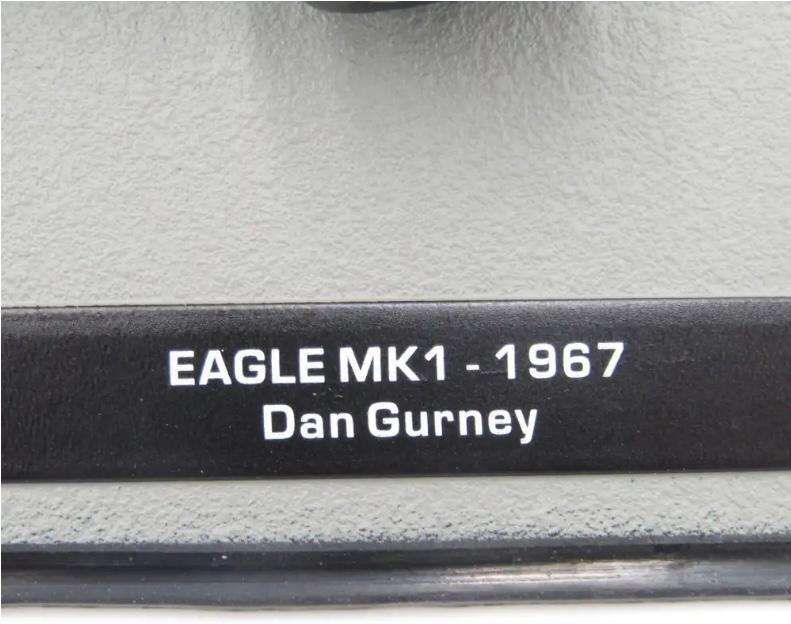 EAGLE MK1 - 1967
Dan Gurney